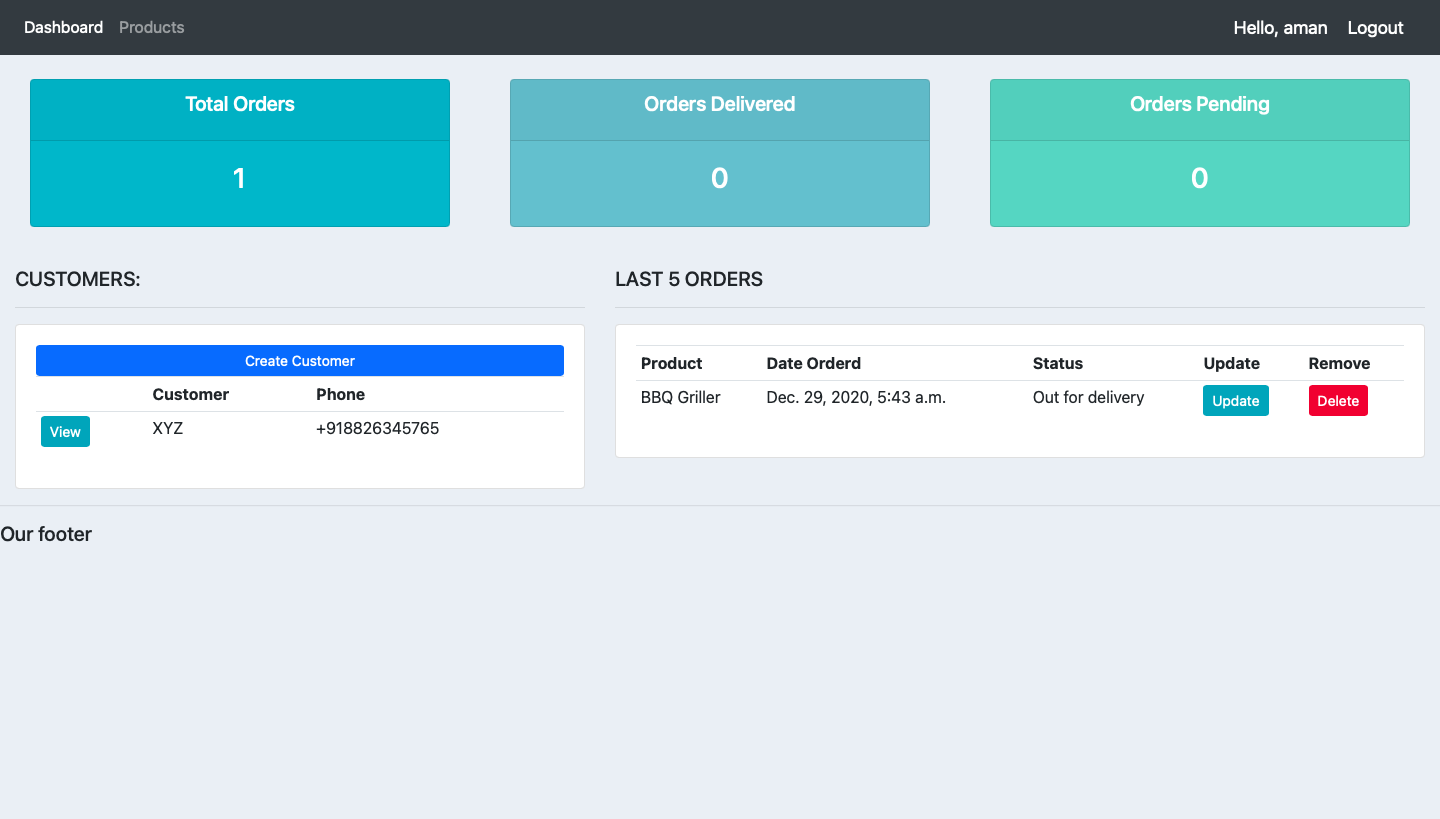 Dashboard Products Hello, aman Logout
Total Orders
1
Orders Delivered
0
Orders Pending
0
CUSTOMERS:
Create Customer
Customer Phone
View XYZ +918826345765
LAST 5 ORDERS
Product Date Orderd Status Update Remove
BBQ Griller Dec. 29, 2020, 5:43 a.m. Out for delivery Update Delete
Our footer